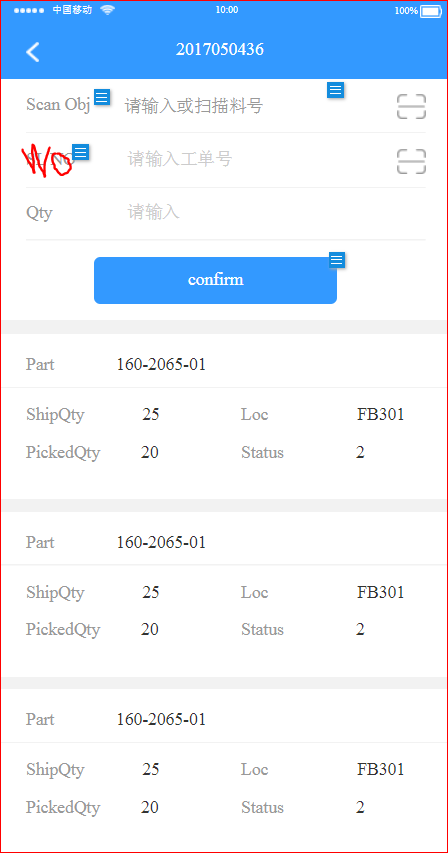 中国移动 10:00 100%
2017050436
Scan Obj 请输入或扫描料号
WO 请输入工单号
Qty 请输入
confirm
Part 160-2065-01
ShipQty 25 Loc FB301
PickedQty 20 Status 2
Part 160-2065-01
ShipQty 25 Loc FB301
PickedQty 20 Status 2
Part 160-2065-01
ShipQty 25 Loc FB301
PickedQty 20 Status 2